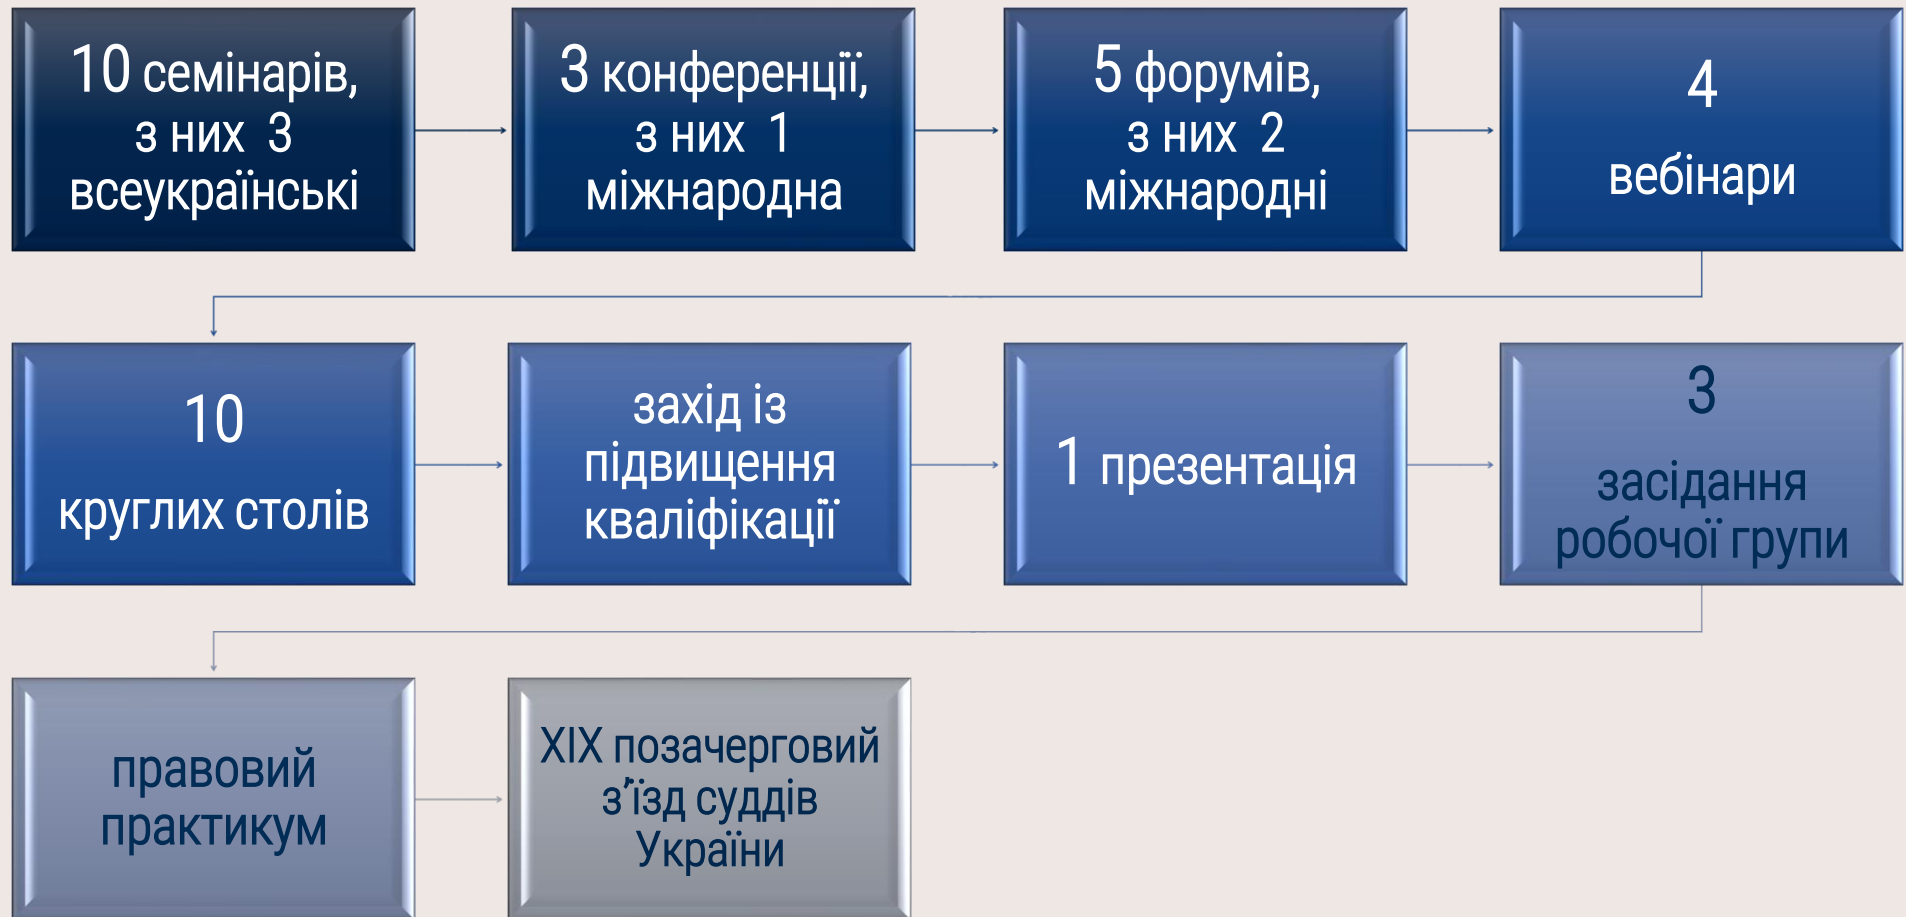 10 семінарів,
з них 3
всеукраїнські
3 конференції,
з них 1
міжнародна
5 форумів,
з них 2
міжнародні
4
вебінари
10
круглих столів
захід із
підвищення
кваліфікації
1 презентація
3
засідання
робочої групи
правовий
практикум
XIX позачерговий
з’їзд суддів
України